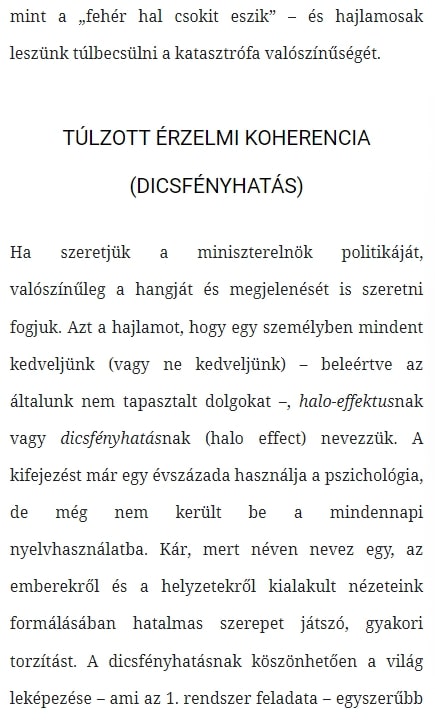 mint a „fehér hal csokit eszik” – és hajlamosak
leszünk túlbecsülni a katasztrófa valószínűségét.
TÚLZOTT ÉRZELMI KOHERENCIA
(DICSFÉNYHATÁS)
Ha szeretjük a miniszterelnök politikáját,
valószínűleg a hangját és megjelenését is szeretni
fogjuk. Azt a hajlamot, hogy egy személyben mindent
kedveljünk (vagy ne kedveljünk) – beleértve az
általunk nem tapasztalt dolgokat –, halo-effektusnak
vagy dicsfényhatásnak (halo effect) nevezzük. A
kifejezést már egy évszázada használja a pszichológia,
de még nem került be a mindennapi
nyelvhasználatba. Kár, mert néven nevez egy, az
emberekről és a helyzetekről kialakult nézeteink
formálásában hatalmas szerepet játszó, gyakori
torzítást. A dicsfényhatásnak köszönhetően a világ
leképezése – ami az 1. rendszer feladata – egyszerűbb